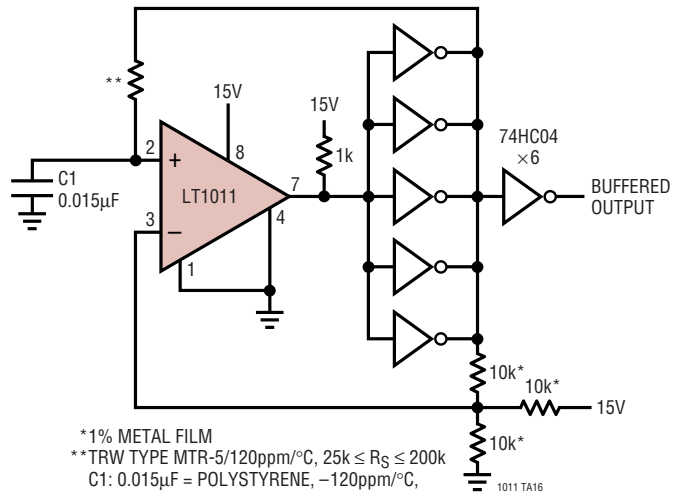 **
15V
15V
8
1k
74HC04
×6
2
+
7
C1
0.015µF
LT1011
BUFFERED
OUTPUT
3
–
4
1
10k*
10k*
15V
10k*
*1% METAL FILM
**TRW TYPE MTR-5/120ppm/°C, 25k ≤ RS ≤ 200k
C1: 0.015µF = POLYSTYRENE, –120ppm/°C,
1011 TA16